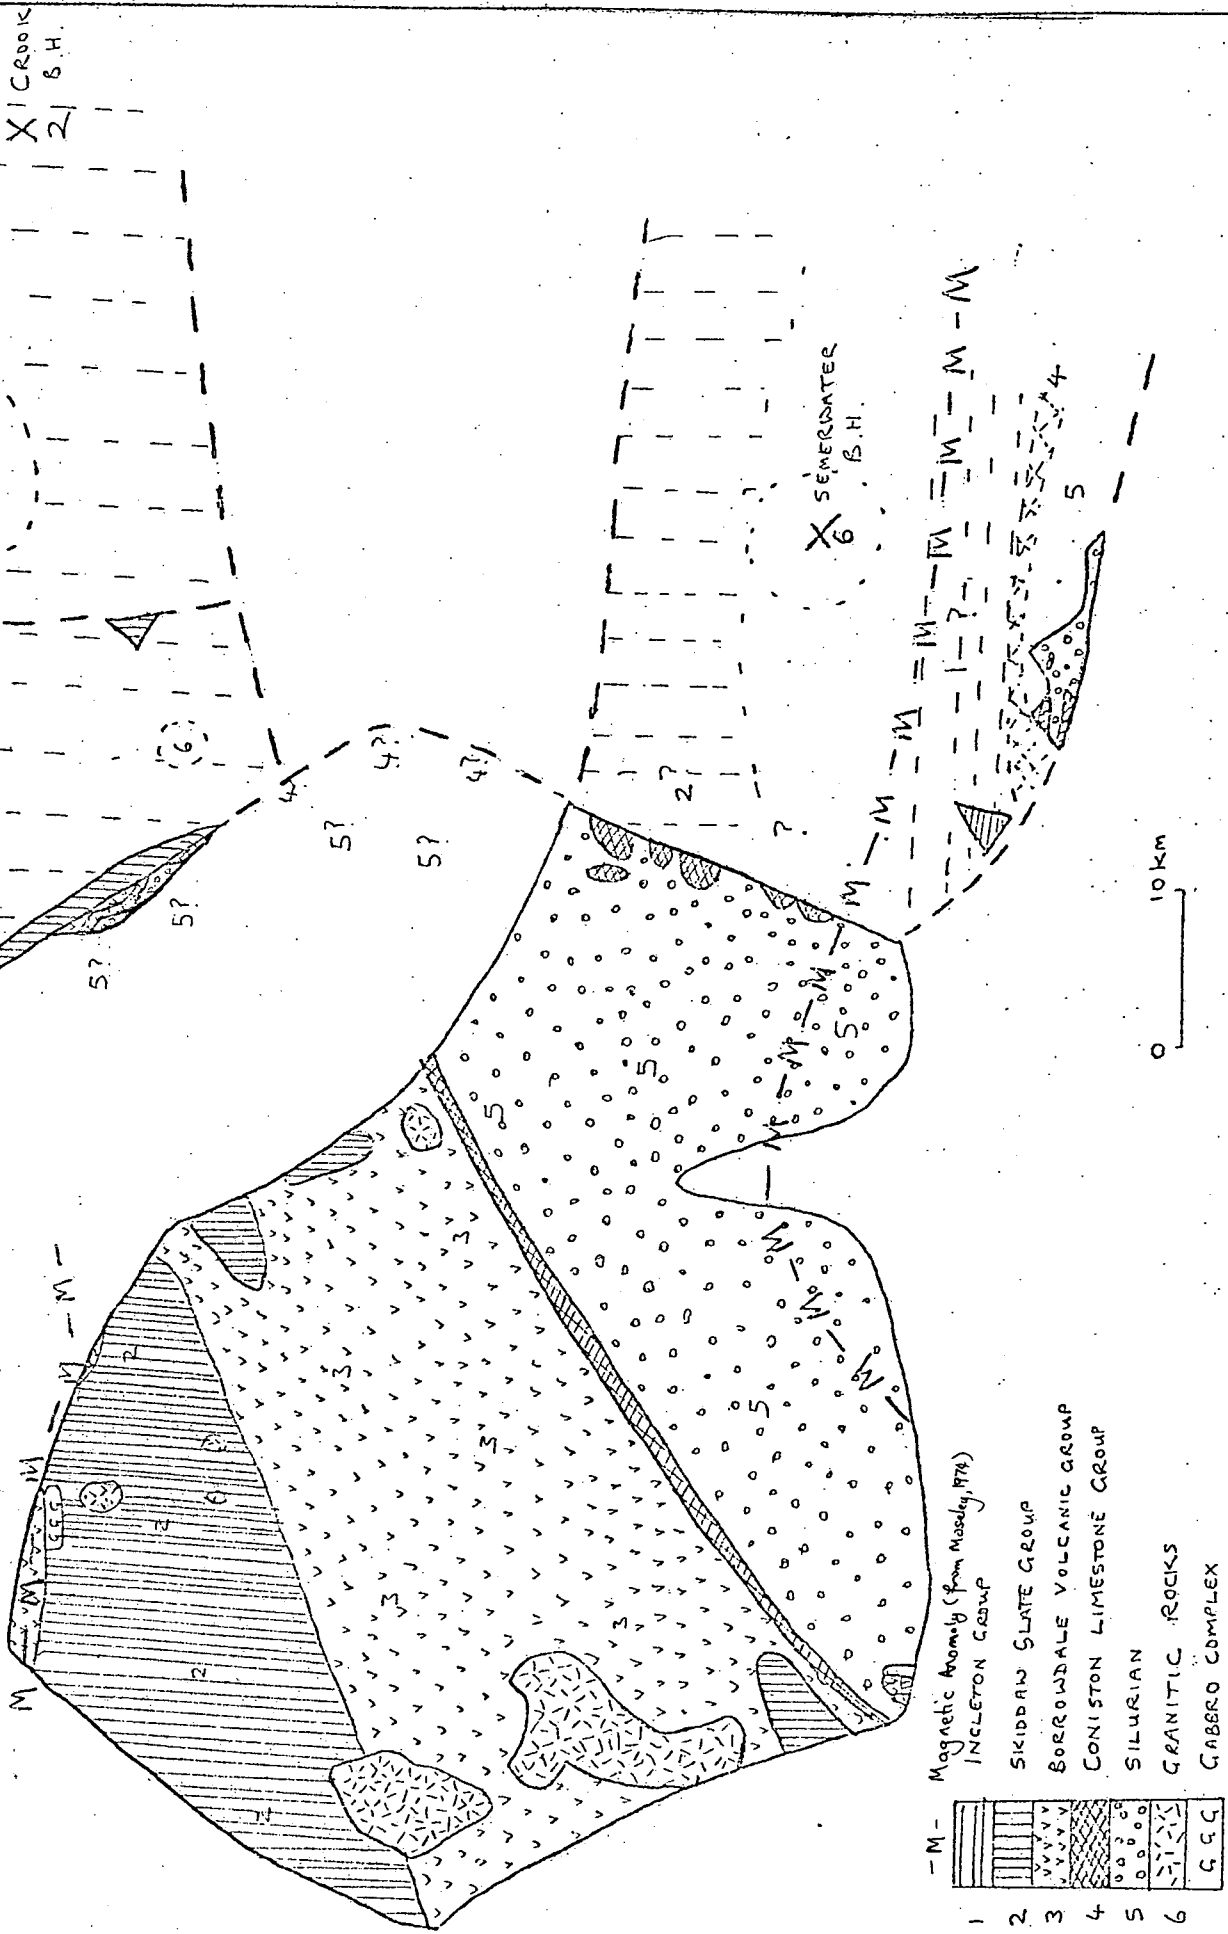 X CROOK
2 B.H.
6
4
4?
4?
5?
5?
5?
5?
2?
?
?
X SEMERWATER
6 B.H.
- M - M - M = M - M = M - M - M
- ? -
4
5
M M M M - M -
G G G
2
2
2
2
3
3
3
3
3
5
5
5
5
M - M - M - M - M - M - M
0 10 km
- M - Magnetic Anomaly (from Moseley, 1974)
1 INGLETON GROUP
2 SKIDDAW SLATE GROUP
3 BORROWDALE VOLCANIC GROUP
4 CONISTON LIMESTONE GROUP
5 SILURIAN
6 GRANITIC ROCKS
G G G GABBRO COMPLEX